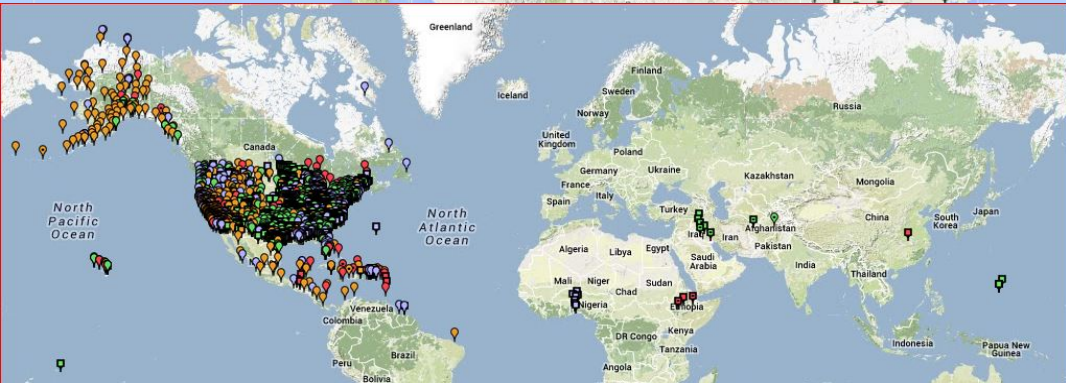 Greenland
Iceland
Finland
Sweden
Norway
Russia
Canada
United
Kingdom
Poland
Germany
Ukraine
France
Italy
Spain
Kazakhstan
Mongolia
North
Pacific
Ocean
North
Atlantic
Ocean
Turkey
Iran
Afghanistan
Pakistan
China
South
Korea
Japan
Algeria
Libya
Egypt
Saudi
Arabia
India
Thailand
Mali
Niger
Chad
Sudan
Nigeria
Ethiopia
Venezuela
Colombia
Kenya
DR Congo
Tanzania
Indonesia
Papua New
Guinea
Peru
Brazil
Bolivia
Angola